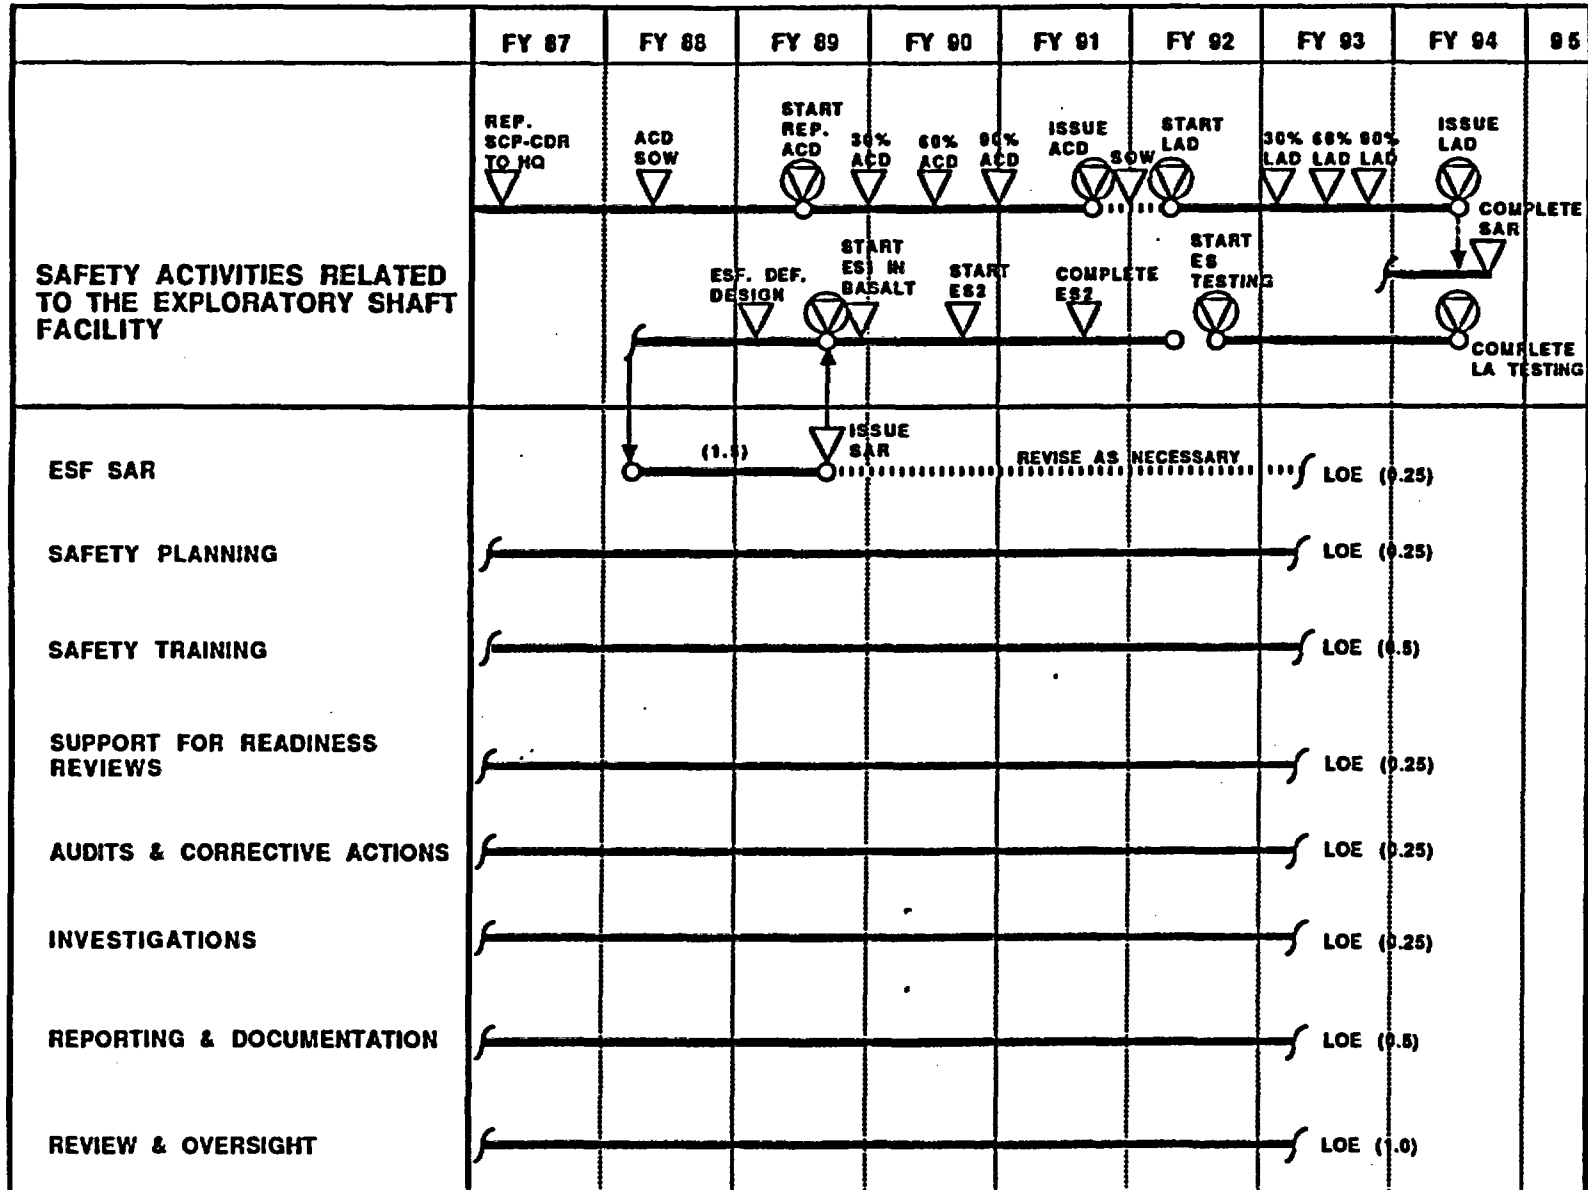 FY 87 FY 88 FY 89 FY 90 FY 91 FY 92 FY 93 FY 94 95
REP.
SCP-CDR
TO HQ
ACD
SOW
START
REP.
ACD
30%
ACD
60%
ACD
90%
ACD
ISSUE
ACD
SOW
START
LAD
30%
LAD
60%
LAD
90%
LAD
ISSUE
LAD
COMPLETE
SAR
SAFETY ACTIVITIES RELATED
TO THE EXPLORATORY SHAFT
FACILITY
ESF. DEF.
DESIGN
START
ES1 IN
BASALT
START
ES2
COMPLETE
ES2
START
ES
TESTING
COMPLETE
LA TESTING
ESF SAR
(1.5)
ISSUE
SAR
REVISE AS NECESSARY
LOE (0.25)
SAFETY PLANNING
LOE (0.25)
SAFETY TRAINING
LOE (0.5)
SUPPORT FOR READINESS
REVIEWS
LOE (0.25)
AUDITS & CORRECTIVE ACTIONS
LOE (0.25)
INVESTIGATIONS
LOE (0.25)
REPORTING & DOCUMENTATION
LOE (0.5)
REVIEW & OVERSIGHT
LOE (1.0)